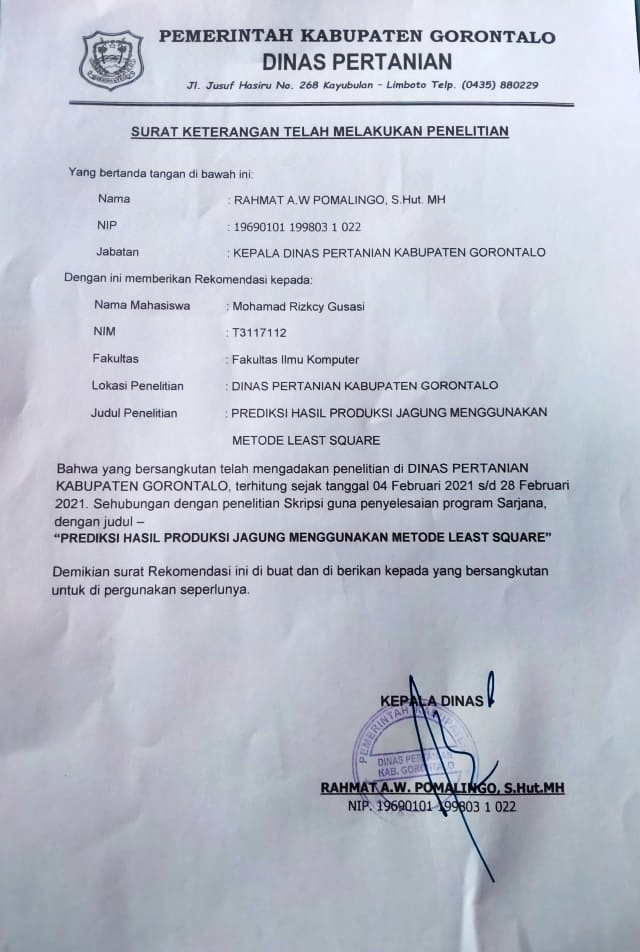 PEMERINTAH KABUPATEN GORONTALO
DINAS PERTANIAN
Jl. Jusuf Hasiru No. 268 Kayubulan - Limboto Telp. (0435) 880229
SURAT KETERANGAN TELAH MELAKUKAN PENELITIAN
Yang bertanda tangan di bawah ini:
Nama : RAHMAT A.W POMALINGO, S.Hut. MH
NIP : 19690101 199803 1 022
Jabatan : KEPALA DINAS PERTANIAN KABUPATEN GORONTALO
Dengan ini memberikan Rekomendasi kepada:
Nama Mahasiswa : Mohamad Rizkcy Gusasi
NIM : T3117112
Fakultas : Fakultas Ilmu Komputer
Lokasi Penelitian : DINAS PERTANIAN KABUPATEN GORONTALO
Judul Penelitian : PREDIKSI HASIL PRODUKSI JAGUNG MENGGUNAKAN
METODE LEAST SQUARE
Bahwa yang bersangkutan telah mengadakan penelitian di DINAS PERTANIAN
KABUPATEN GORONTALO, terhitung sejak tanggal 04 Februari 2021 s/d 28 Februari
2021. Sehubungan dengan penelitian Skripsi guna penyelesaian program Sarjana,
dengan judul –
“PREDIKSI HASIL PRODUKSI JAGUNG MENGGUNAKAN METODE LEAST SQUARE”
Demikian surat Rekomendasi ini di buat dan di berikan kepada yang bersangkutan
untuk di pergunakan seperlunya.
KEPALA DINAS
PEMERINTAH
DINAS PERTANIAN
KAB. GORONTALO
RAHMAT A.W. POMALINGO, S.Hut.MH
NIP. 19690101 199803 1 022